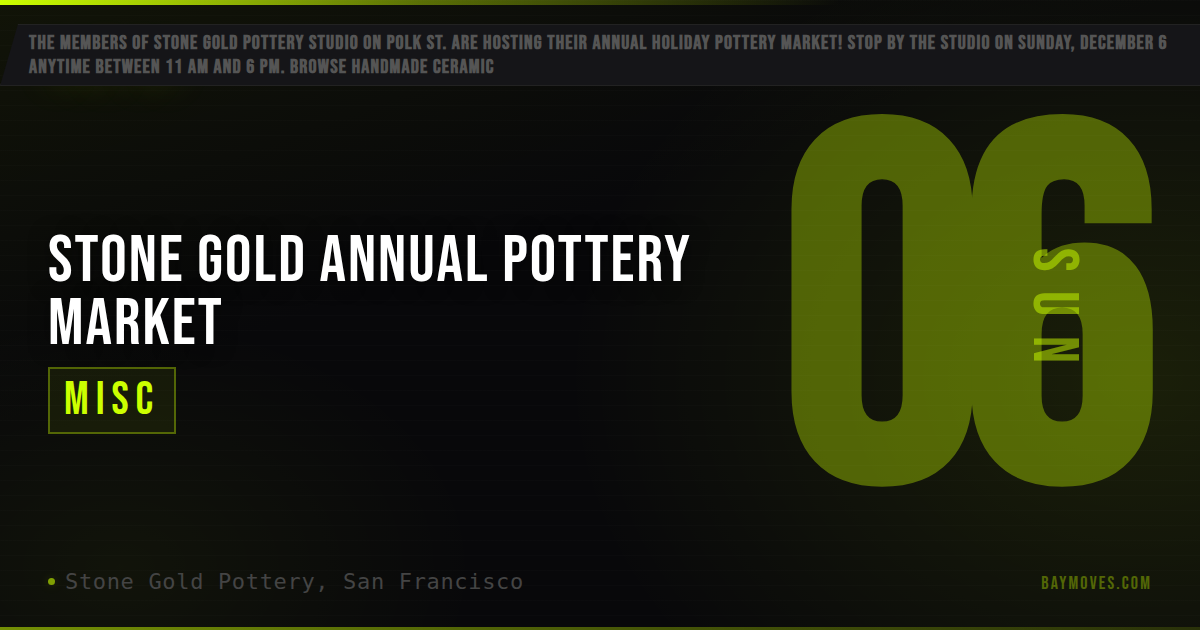 THE MEMBERS OF STONE GOLD POTTERY STUDIO ON POLK ST. ARE HOSTING THEIR ANNUAL HOLIDAY POTTERY MARKET! STOP BY THE STUDIO ON SUNDAY, DECEMBER 6
ANYTIME BETWEEN 11 AM AND 6 PM. BROWSE HANDMADE CERAMIC
06
SUN
STONE GOLD ANNUAL POTTERY
MARKET
MISC
Stone Gold Pottery, San Francisco
BAYMOVES.COM